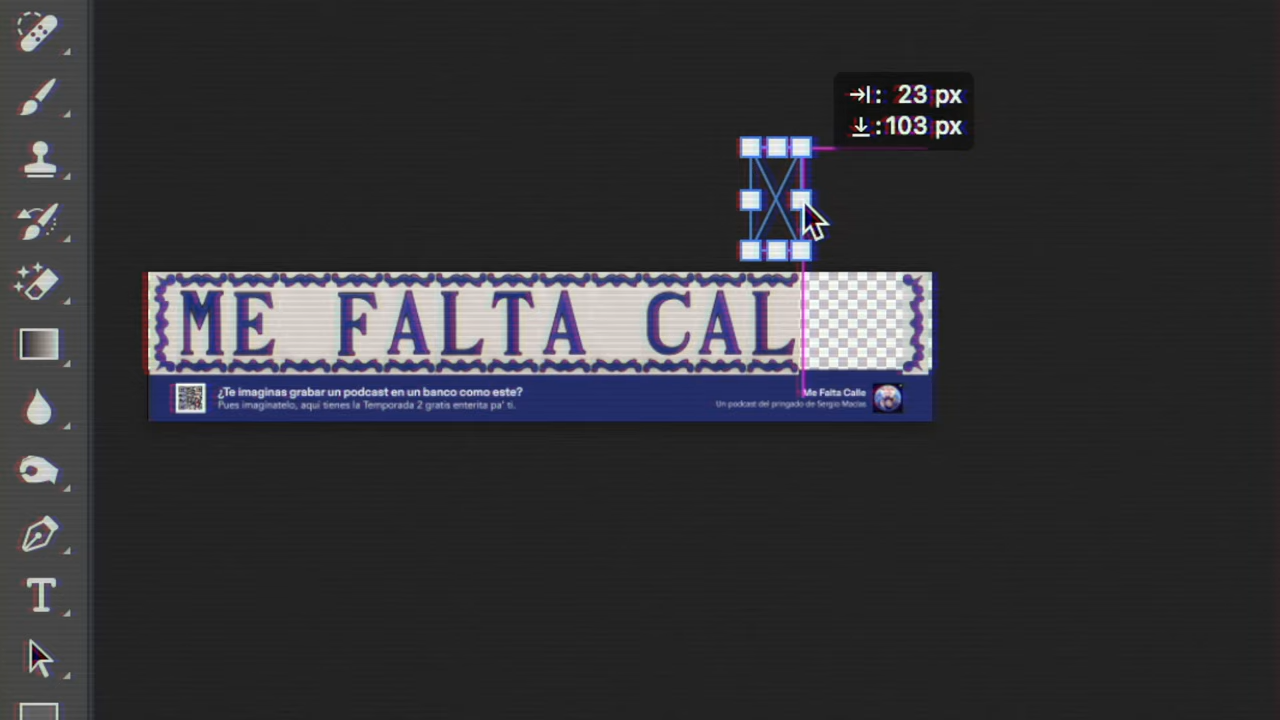 23 px
103 px
ME FALTA CAL
¿Te imaginas grabar un podcast en un banco como este?
Pues imagínatelo, aquí tienes la Temporada 2 gratis enterita pa' ti.
Me Falta Calle
Un podcast del pringado de Sergio Macías
T